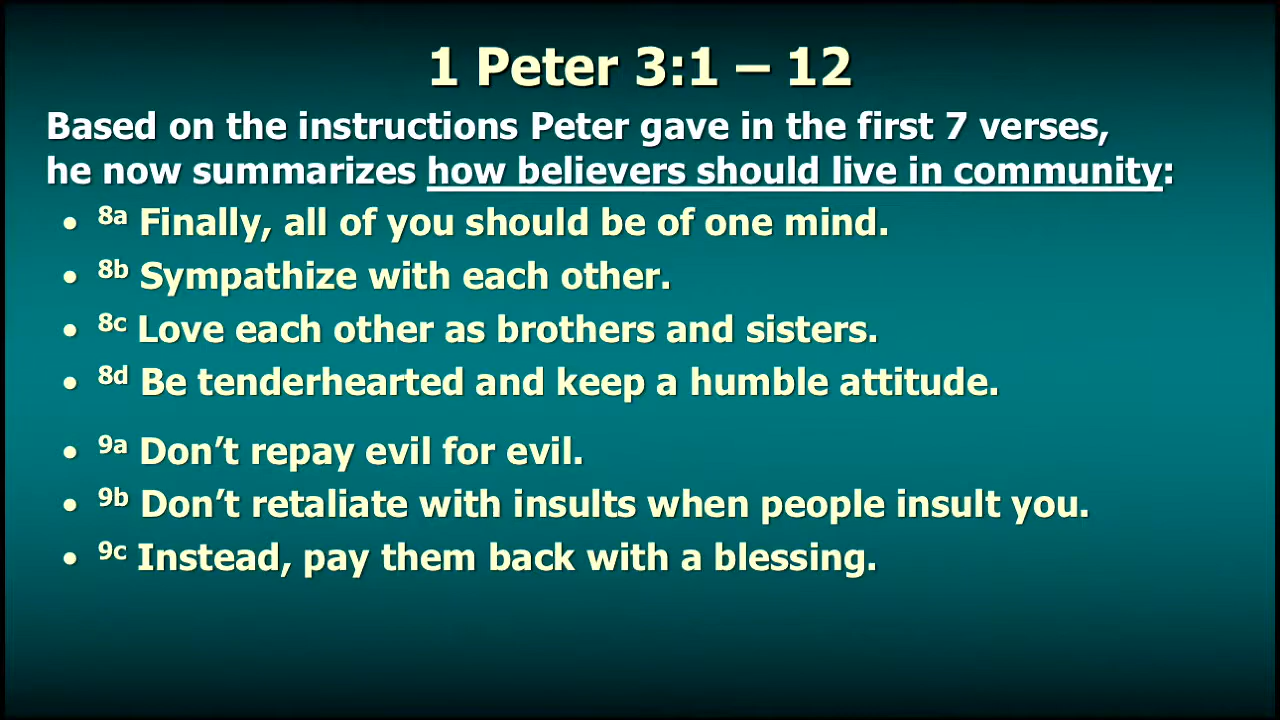 1 Peter 3:1 – 12
Based on the instructions Peter gave in the first 7 verses,
he now summarizes how believers should live in community:
• 8a Finally, all of you should be of one mind.
• 8b Sympathize with each other.
• 8c Love each other as brothers and sisters.
• 8d Be tenderhearted and keep a humble attitude.
• 9a Don’t repay evil for evil.
• 9b Don’t retaliate with insults when people insult you.
• 9c Instead, pay them back with a blessing.